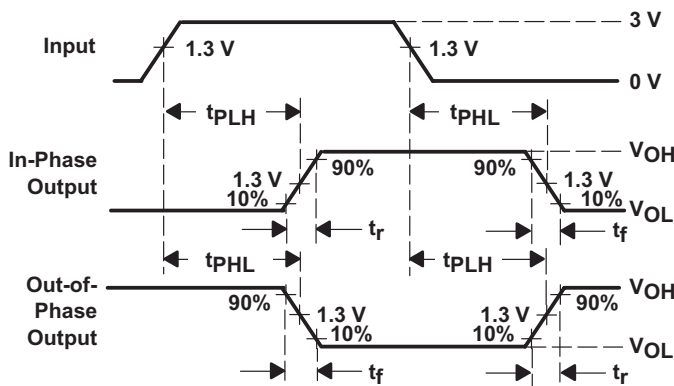 3 V
Input
1.3 V
1.3 V
0 V
tPLH
tPHL
In-Phase
Output
VOH
90%
90%
1.3 V
1.3 V
10%
10%
VOL
tr
tf
tPHL
tPLH
Out-of-
Phase
Output
VOH
90%
90%
1.3 V
1.3 V
10%
10%
VOL
tf
tr